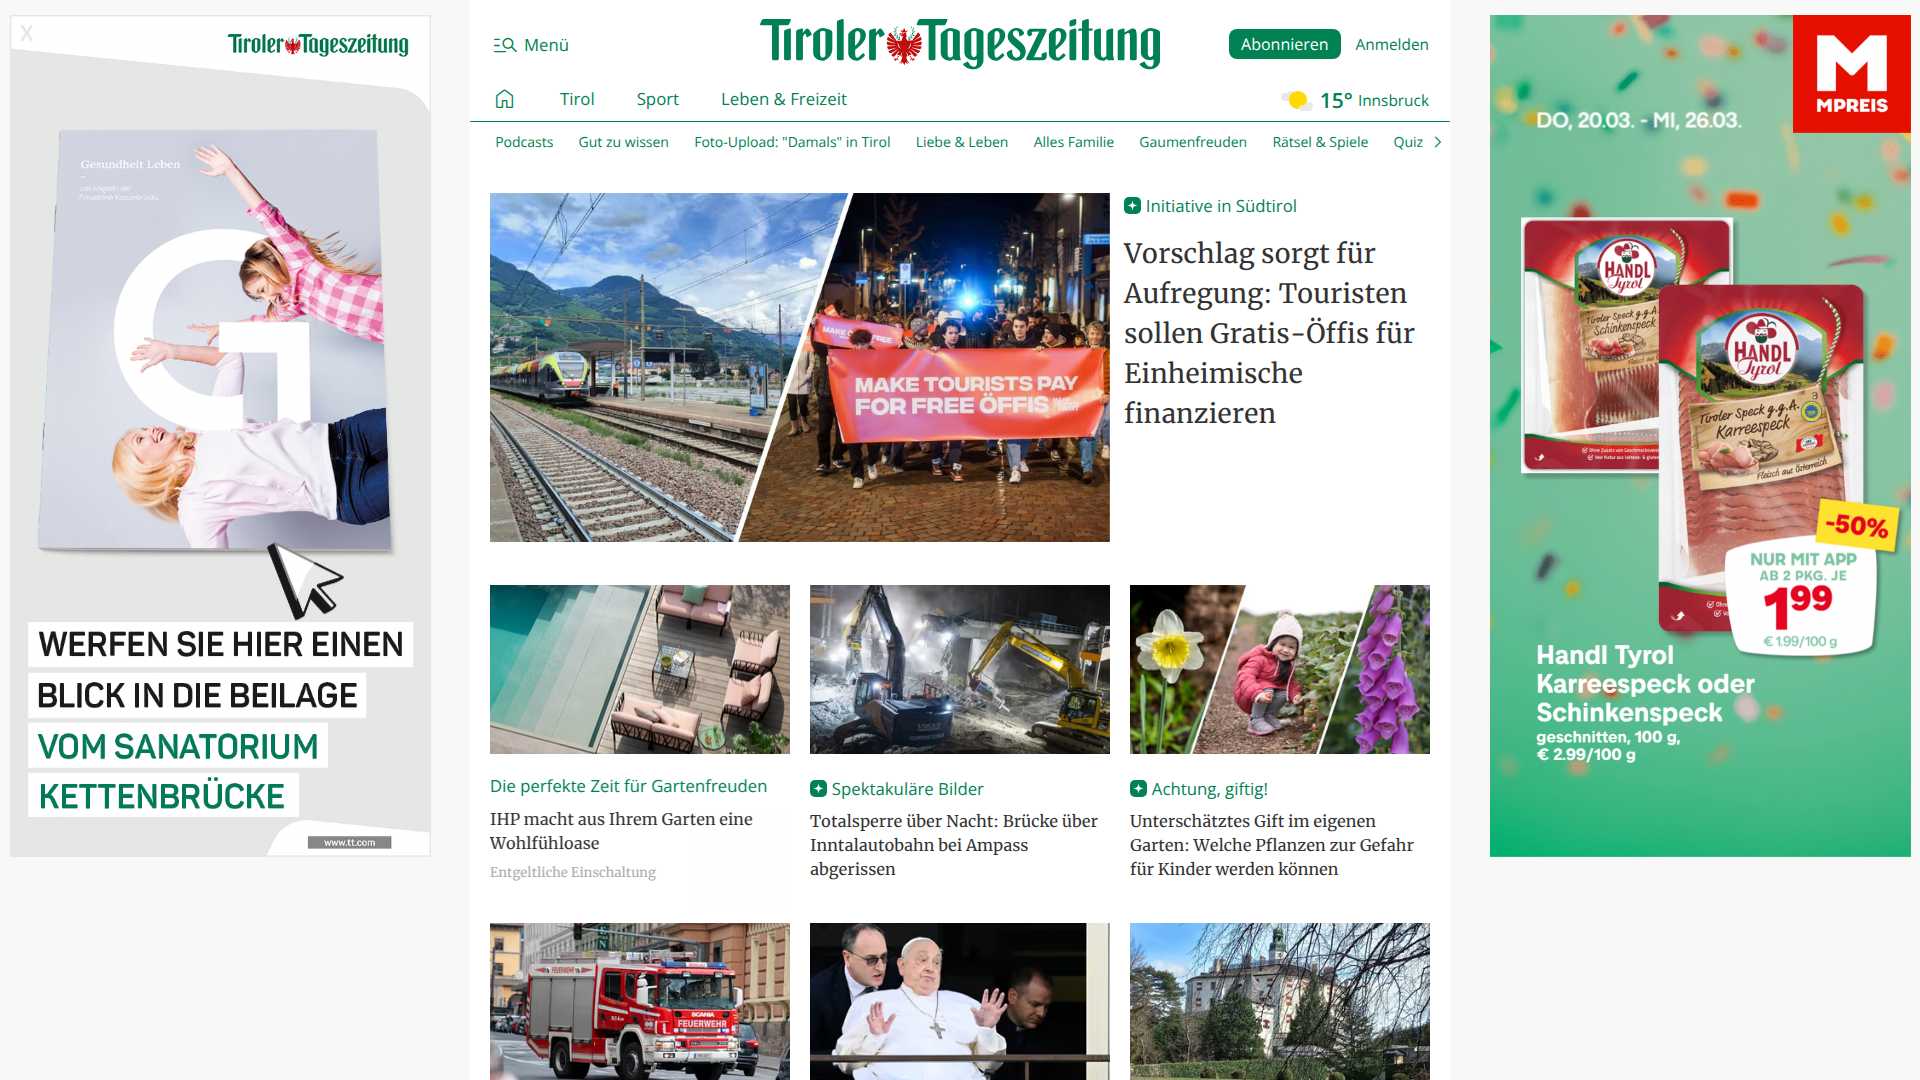 X
Tiroler Tageszeitung
Gesundheit Leben
WERFEN SIE HIER EINEN
BLICK IN DIE BEILAGE
VOM SANATORIUM
KETTENBRÜCKE
www.tt.com
Menü
Tiroler Tageszeitung
Abonnieren
Anmelden
Tirol
Sport
Leben & Freizeit
15° Innsbruck
Podcasts
Gut zu wissen
Foto-Upload: "Damals" in Tirol
Liebe & Leben
Alles Familie
Gaumenfreuden
Rätsel & Spiele
Quiz
MAKE TOURISTS PAY
FOR FREE ÖFFIS
Initiative in Südtirol
Vorschlag sorgt für
Aufregung: Touristen
sollen Gratis-Öffis für
Einheimische
finanzieren
Die perfekte Zeit für Gartenfreuden
IHP macht aus Ihrem Garten eine
Wohlfühloase
Entgeltliche Einschaltung
Spektakuläre Bilder
Totalsperre über Nacht: Brücke über
Inntalautobahn bei Ampass
abgerissen
Achtung, giftig!
Unterschätztes Gift im eigenen
Garten: Welche Pflanzen zur Gefahr
für Kinder werden können
FEUERWEHR
SCANIA
FEUERWEHR
M
MPREIS
DO, 20.03. - MI, 26.03.
HANDL
Tyrol
Tiroler Speck g.g.A.
Schinkenspeck
HANDL
Tyrol
Tiroler Speck g.g.A.
Karreespeck
Fleisch aus Österreich
-50%
NUR MIT APP
AB 2 PKG. JE
1.99
€ 1.99/100 g
Handl Tyrol
Karreespeck oder
Schinkenspeck
geschnitten, 100 g,
€ 2.99/100 g